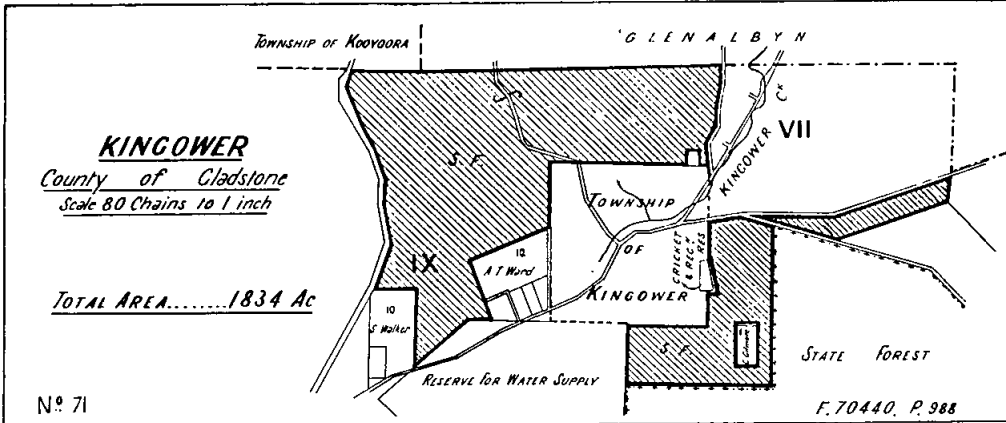 TOWNSHIP OF KOOYOORA
GLENALBYN
KINGOWER
County of Gladstone
Scale 80 Chains to 1 inch
TOTAL AREA........1834 Ac
S. F.
VII
KINGOWER CK
TOWNSHIP
OF
KINGOWER
CRICKET
& RECN
RES
IX
12
A T Ward
10
S Walker
S. F.
STATE FOREST
RESERVE FOR WATER SUPPLY
No. 71
F. 70440. P. 988